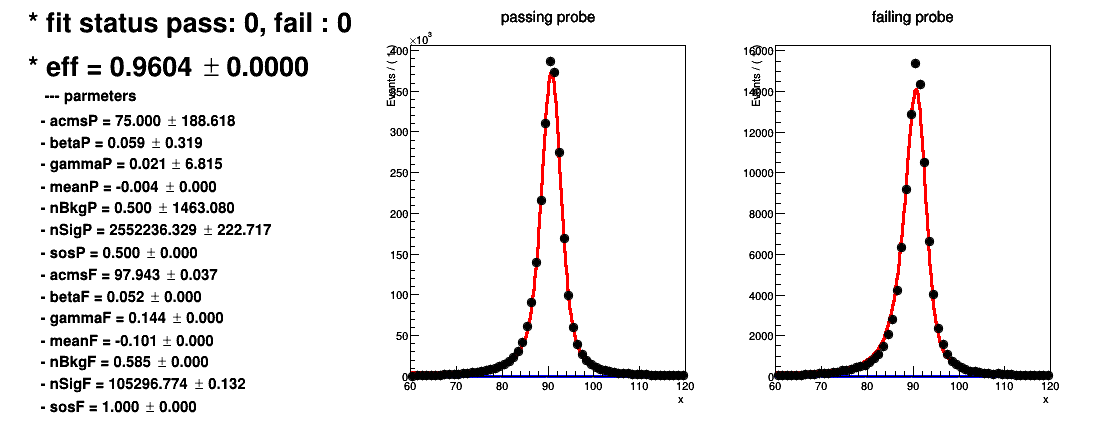 * fit status pass: 0, fail : 0
* eff = 0.9604 ± 0.0000
--- parmeters
- acmsP = 75.000 ± 188.618
- betaP = 0.059 ± 0.319
- gammaP = 0.021 ± 6.815
- meanP = -0.004 ± 0.000
- nBkgP = 0.500 ± 1463.080
- nSigP = 2552236.329 ± 222.717
- sosP = 0.500 ± 0.000
- acmsF = 97.943 ± 0.037
- betaF = 0.052 ± 0.000
- gammaF = 0.144 ± 0.000
- meanF = -0.101 ± 0.000
- nBkgF = 0.585 ± 0.000
- nSigF = 105296.774 ± 0.132
- sosF = 1.000 ± 0.000
passing probe
×10³
Events / ( 1 )
400
350
300
250
200
150
100
50
0
60 70 80 90 100 110 120
x
failing probe
Events / (
16000
14000
12000
10000
8000
6000
4000
2000
0
60 70 80 90 100 110 120
x